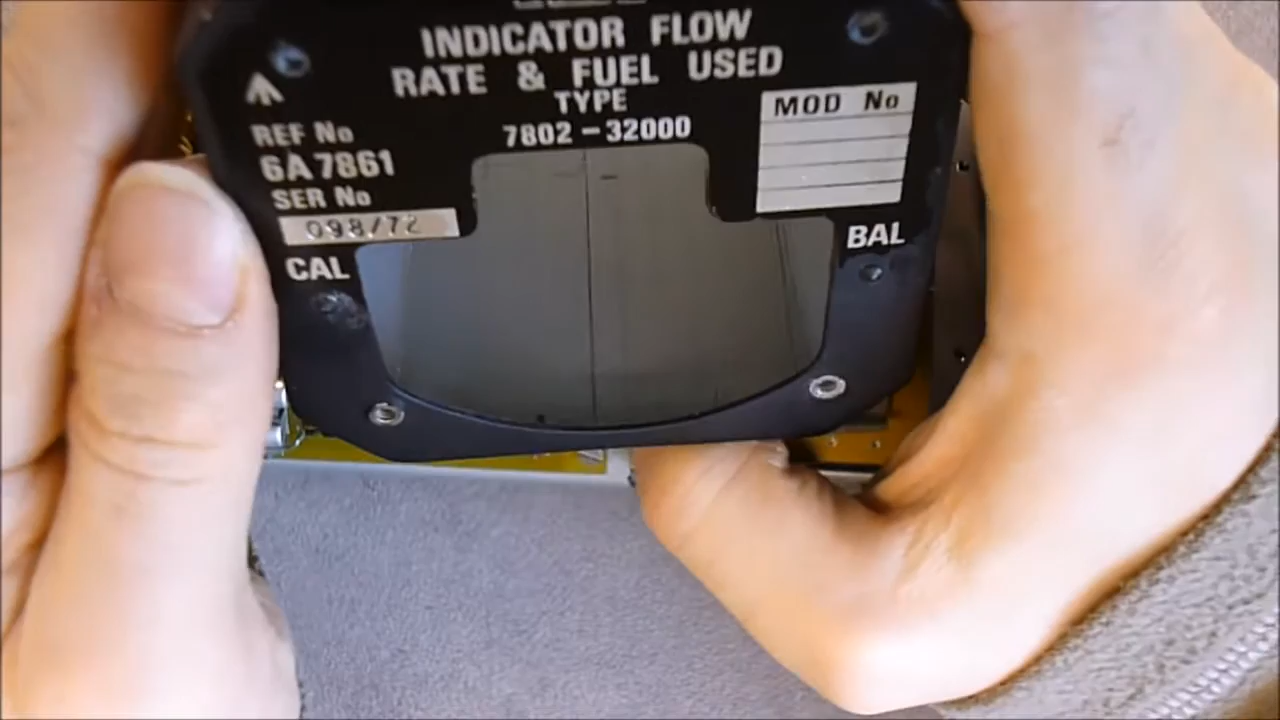 INDICATOR FLOW
RATE & FUEL USED
TYPE
7802-32000
MOD No
REF No
6A7861
SER No
098/72
CAL
BAL